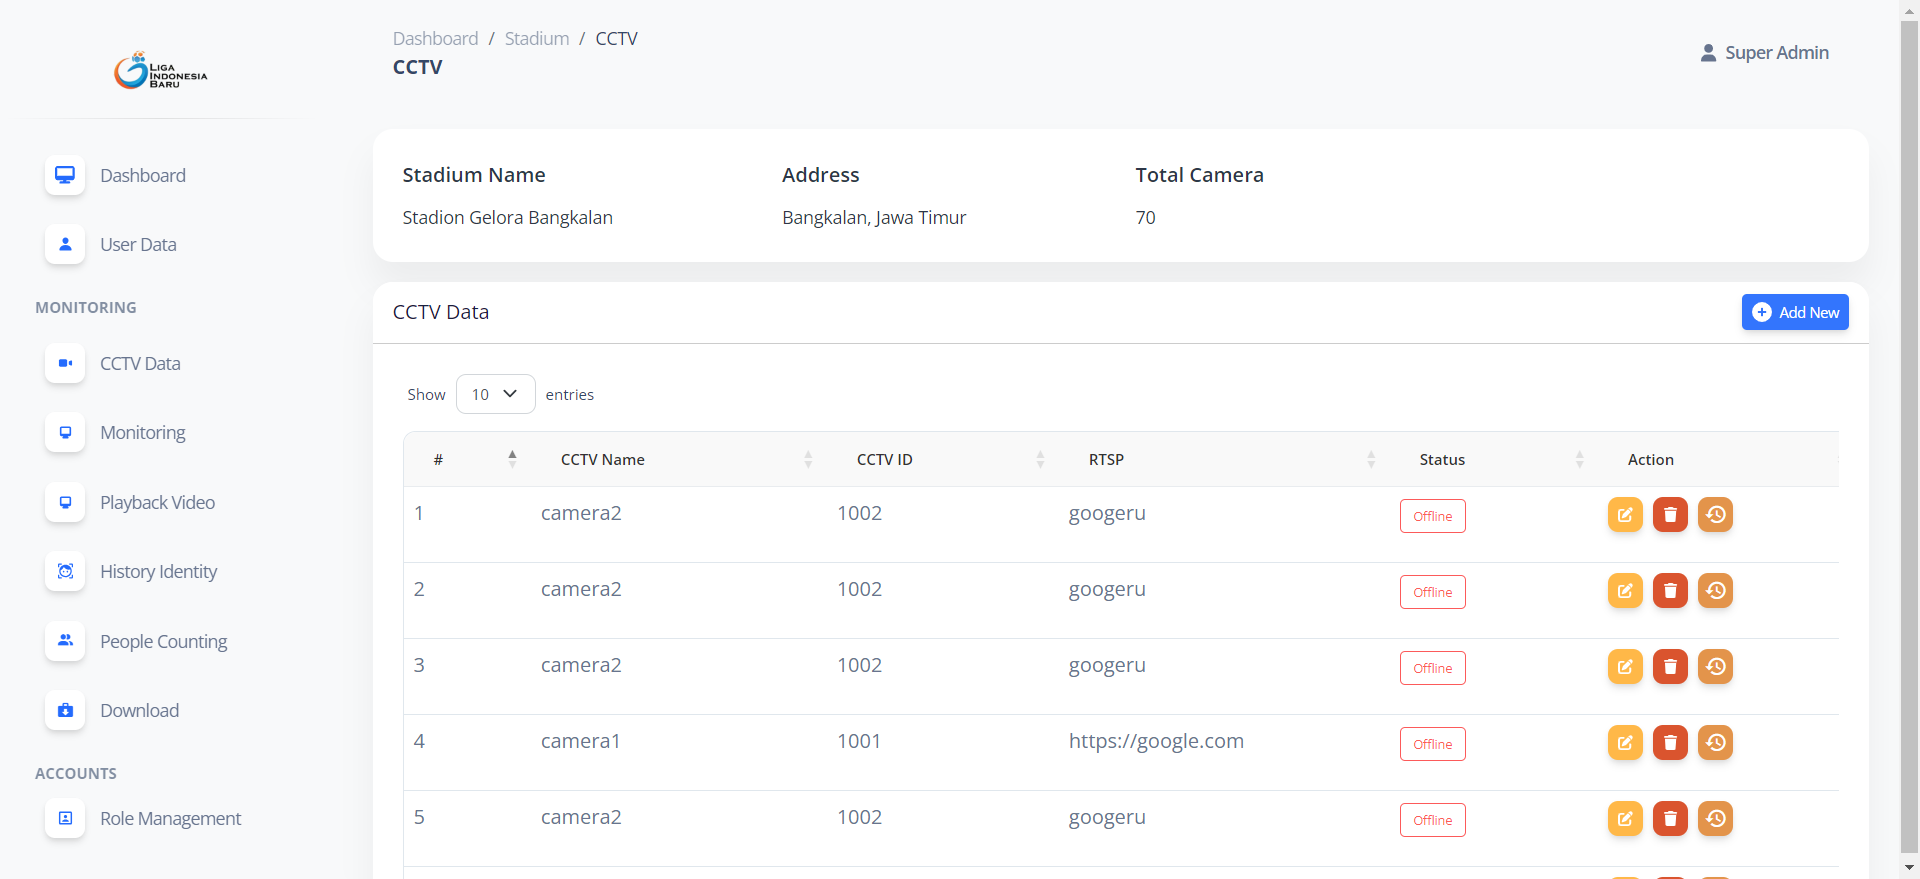 LIGA
INDONESIA
BARU
Dashboard / Stadium / CCTV
CCTV
Super Admin
Dashboard
User Data
MONITORING
CCTV Data
Monitoring
Playback Video
History Identity
People Counting
Download
ACCOUNTS
Role Management
Stadium Name Address Total Camera
Stadion Gelora Bangkalan Bangkalan, Jawa Timur 70
CCTV Data
Add New
Show 10 entries
# CCTV Name CCTV ID RTSP Status Action
1 camera2 1002 googeru Offline
2 camera2 1002 googeru Offline
3 camera2 1002 googeru Offline
4 camera1 1001 https://google.com Offline
5 camera2 1002 googeru Offline